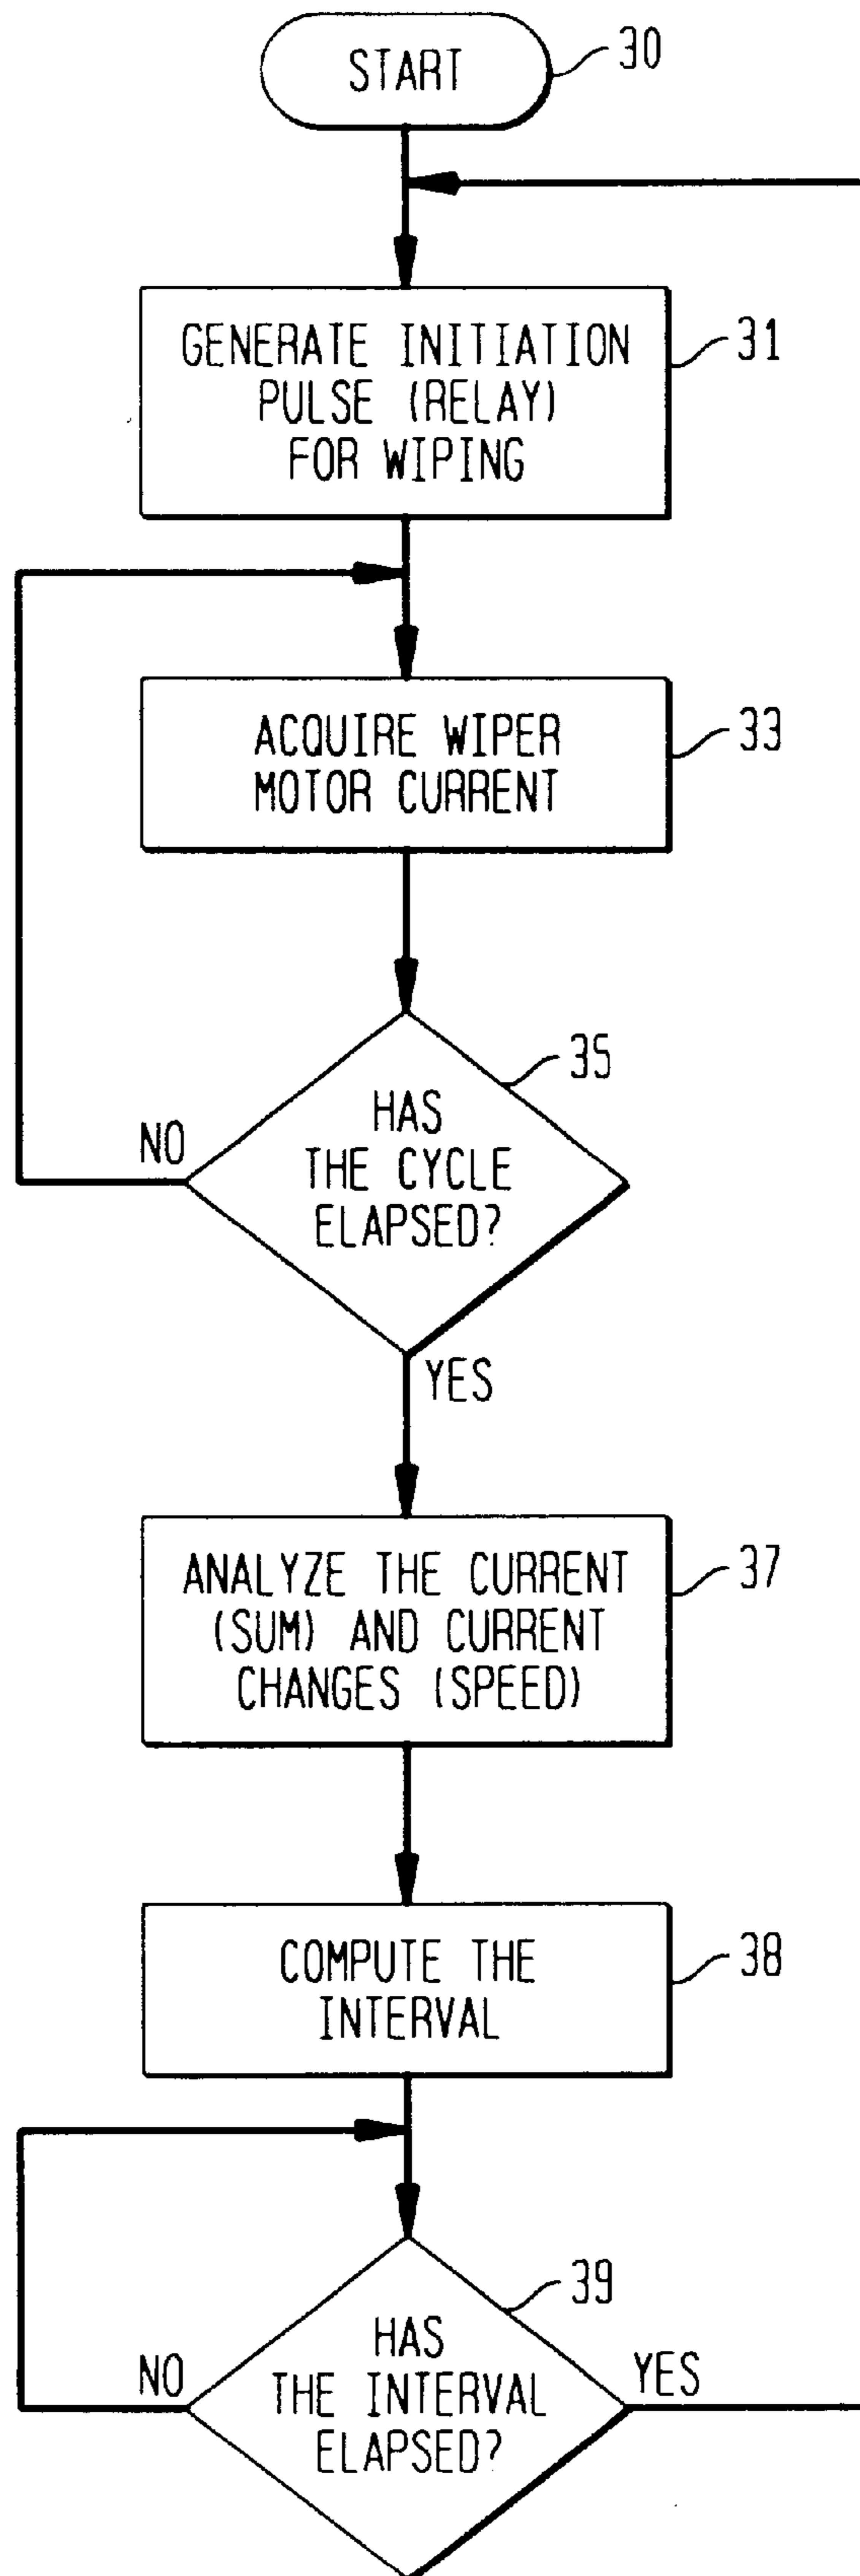 START
30
GENERATE INITIATION
PULSE (RELAY)
FOR WIPING
31
ACQUIRE WIPER
MOTOR CURRENT
33
HAS
THE CYCLE
ELAPSED?
35
NO
YES
ANALYZE THE CURRENT
(SUM) AND CURRENT
CHANGES (SPEED)
37
COMPUTE THE
INTERVAL
38
HAS
THE INTERVAL
ELAPSED?
39
NO
YES